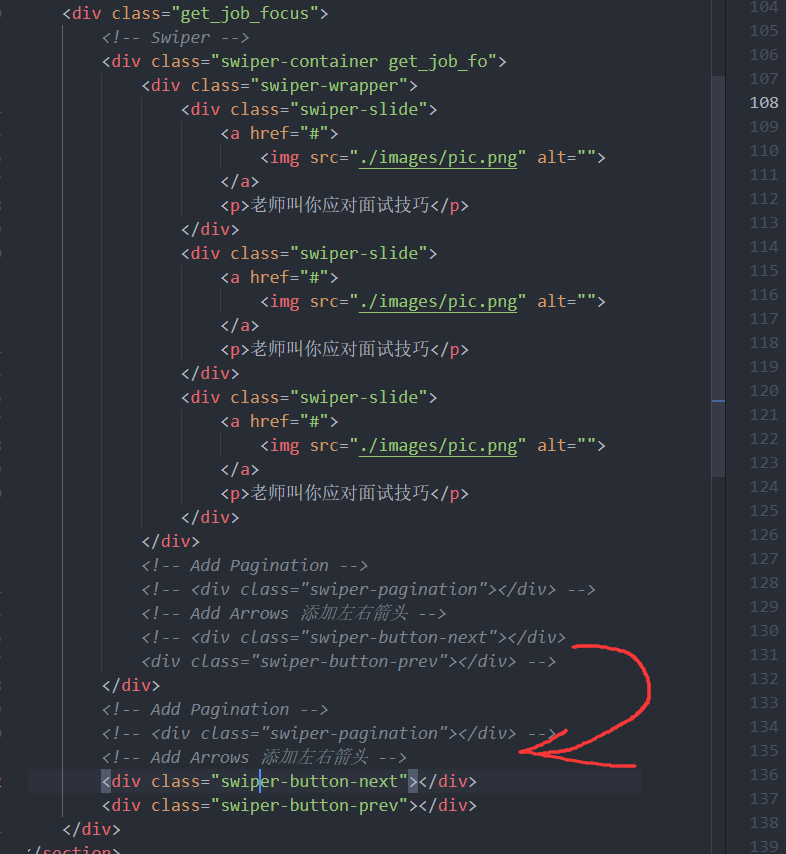 <div class="get_job_focus">
<!-- Swiper -->
<div class="swiper-container get_job_fo">
<div class="swiper-wrapper">
<div class="swiper-slide">
<a href="#">
<img src="./images/pic.png" alt="">
</a>
<p>老师叫你应对面试技巧</p>
</div>
<div class="swiper-slide">
<a href="#">
<img src="./images/pic.png" alt="">
</a>
<p>老师叫你应对面试技巧</p>
</div>
<div class="swiper-slide">
<a href="#">
<img src="./images/pic.png" alt="">
</a>
<p>老师叫你应对面试技巧</p>
</div>
</div>
<!-- Add Pagination -->
<!-- <div class="swiper-pagination"></div> -->
<!-- Add Arrows 添加左右箭头 -->
<!-- <div class="swiper-button-next"></div>
<div class="swiper-button-prev"></div> -->
</div>
<!-- Add Pagination -->
<!-- <div class="swiper-pagination"></div> -->
<!-- Add Arrows 添加左右箭头 -->
<div class="swiper-button-next"></div>
<div class="swiper-button-prev"></div>
</div>
</section>
104
105
106
107
108
109
110
111
112
113
114
115
116
117
118
119
120
121
122
123
124
125
126
127
128
129
130
131
132
133
134
135
136
137
138
139